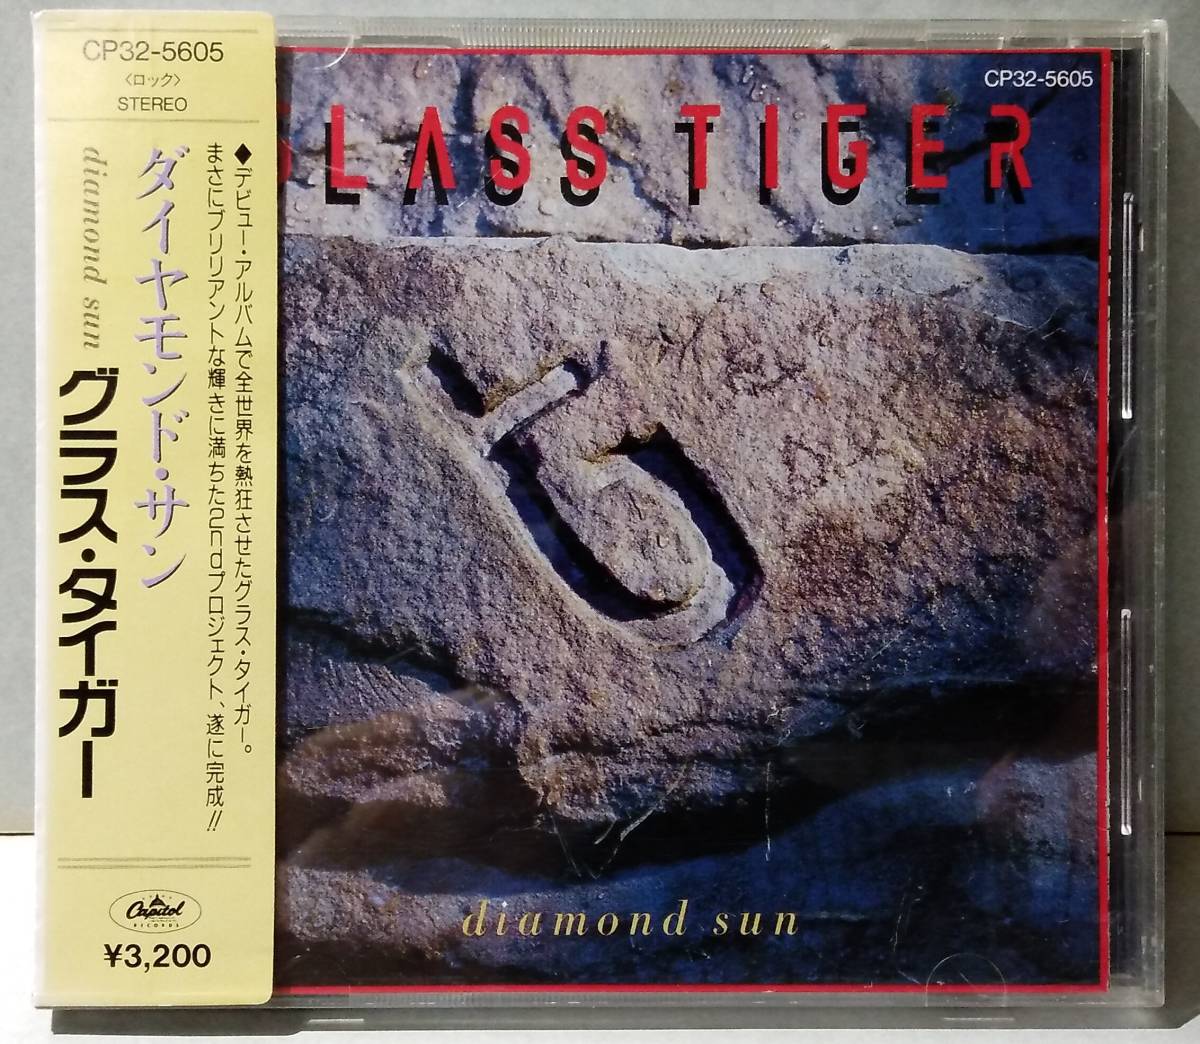 CP32-5605
〈ロック〉
STEREO
◆デビュー・アルバムで全世界を熱狂させたグラス・タイガー。
まさにブリリアントな輝きに満ちた2ndプロジェクト、遂に完成!!
ダイヤモンド・サン
diamond sun
グラス・タイガー
Capitol
RECORDS
¥3,200
CP32-5605
GLASS TIGER
diamond sun